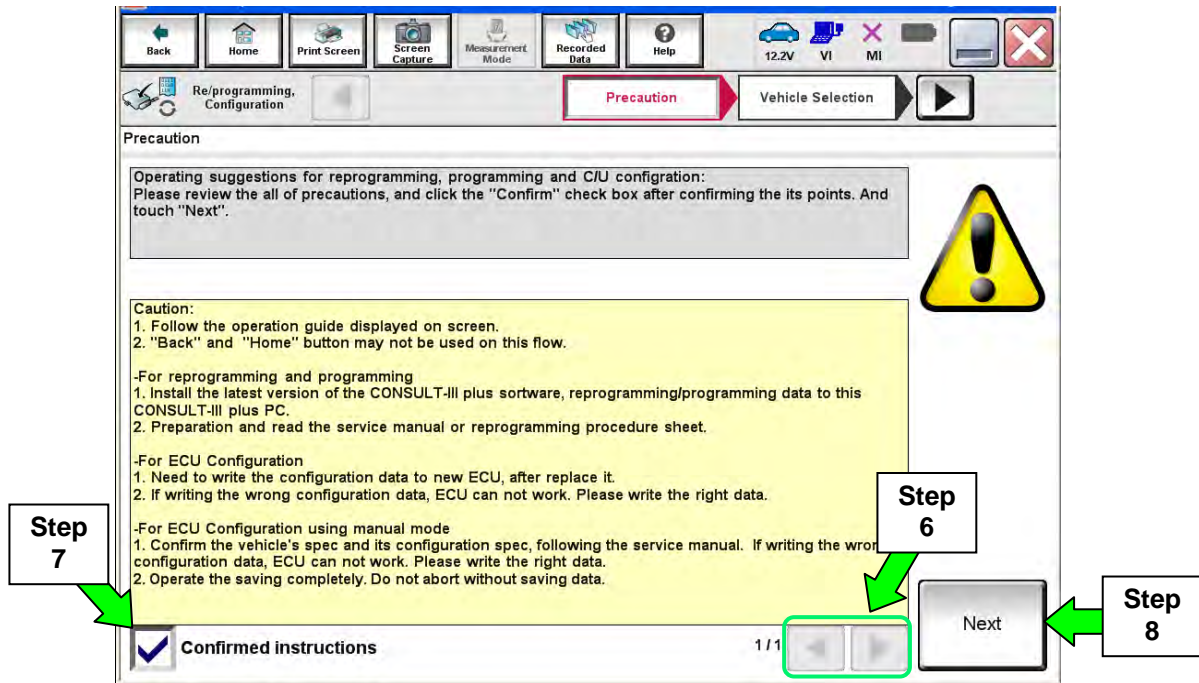 Back
Home
Print Screen
Screen
Capture
Measurement
Mode
Recorded
Data
Help
12.2V
VI
MI
Re/programming,
Configuration
Precaution
Vehicle Selection
Precaution
Operating suggestions for reprogramming, programming and C/U configration:
Please review the all of precautions, and click the "Confirm" check box after confirming the its points. And
touch "Next".
Caution:
1. Follow the operation guide displayed on screen.
2. "Back" and "Home" button may not be used on this flow.
-For reprogramming and programming
1. Install the latest version of the CONSULT-III plus sortware, reprogramming/programming data to this
CONSULT-III plus PC.
2. Preparation and read the service manual or reprogramming procedure sheet.
-For ECU Configuration
1. Need to write the configuration data to new ECU, after replace it.
2. If writing the wrong configuration data, ECU can not work. Please write the right data.
-For ECU Configuration using manual mode
1. Confirm the vehicle's spec and its configuration spec, following the service manual. If writing the wron
configuration data, ECU can not work. Please write the right data.
2. Operate the saving completely. Do not abort without saving data.
Step
6
Step
7
Confirmed instructions
1/1
Next
Step
8